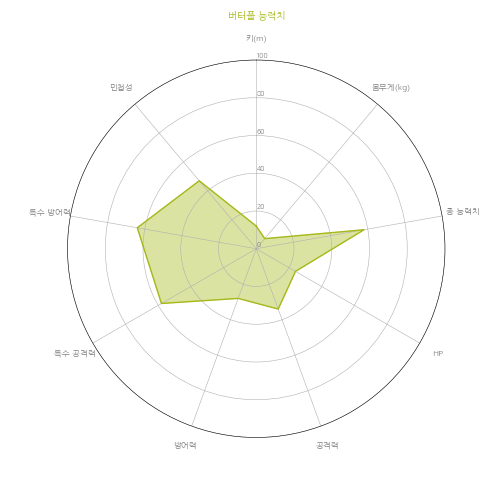 버터플 능력치
키(m)
100
몸무게(kg)
민첩성
80
60
40
특수 방어력
총 능력치
20
0
특수 공격력
HP
방어력
공격력